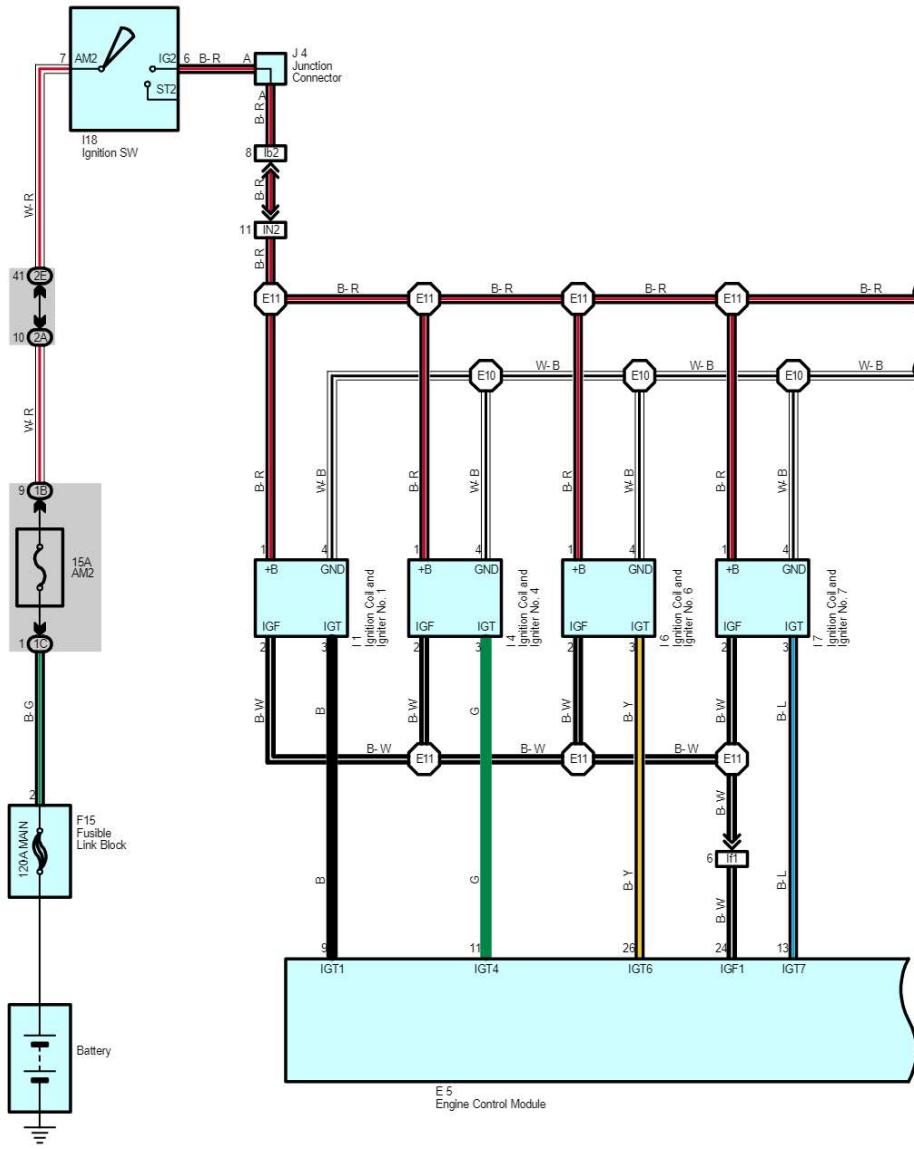 7
AM2
IG2
6
B- R
A
ST2
J 4
Junction
Connector
I18
Ignition SW
A
B- R
8
Ib2
B- R
11
IN2
B- R
W- R
41
2E
10
2A
W- R
E11
B- R
E11
B- R
E11
B- R
E11
B- R
W- B
E10
W- B
E10
W- B
E10
W- B
B- R
W- B
B- R
W- B
B- R
W- B
B- R
W- B
9
1B
15A
AM2
1
1C
B- G
1
4
1
4
1
4
1
4
+B
GND
+B
GND
+B
GND
+B
GND
IGF
IGT
IGF
IGT
IGF
IGT
IGF
IGT
I 1
Ignition Coil and
Igniter No. 1
I 4
Ignition Coil and
Igniter No. 4
I 6
Ignition Coil and
Igniter No. 6
I 7
Ignition Coil and
Igniter No. 7
2
3
2
3
2
3
2
3
B- W
B
B- W
G
B- W
B- Y
B- W
B- L
B- W
E11
B- W
E11
B- W
E11
B- W
6
If1
B
G
B- Y
B- W
B- L
2
120A MAIN
F15
Fusible
Link Block
9
11
26
24
13
IGT1
IGT4
IGT6
IGF1
IGT7
Battery
E 5
Engine Control Module